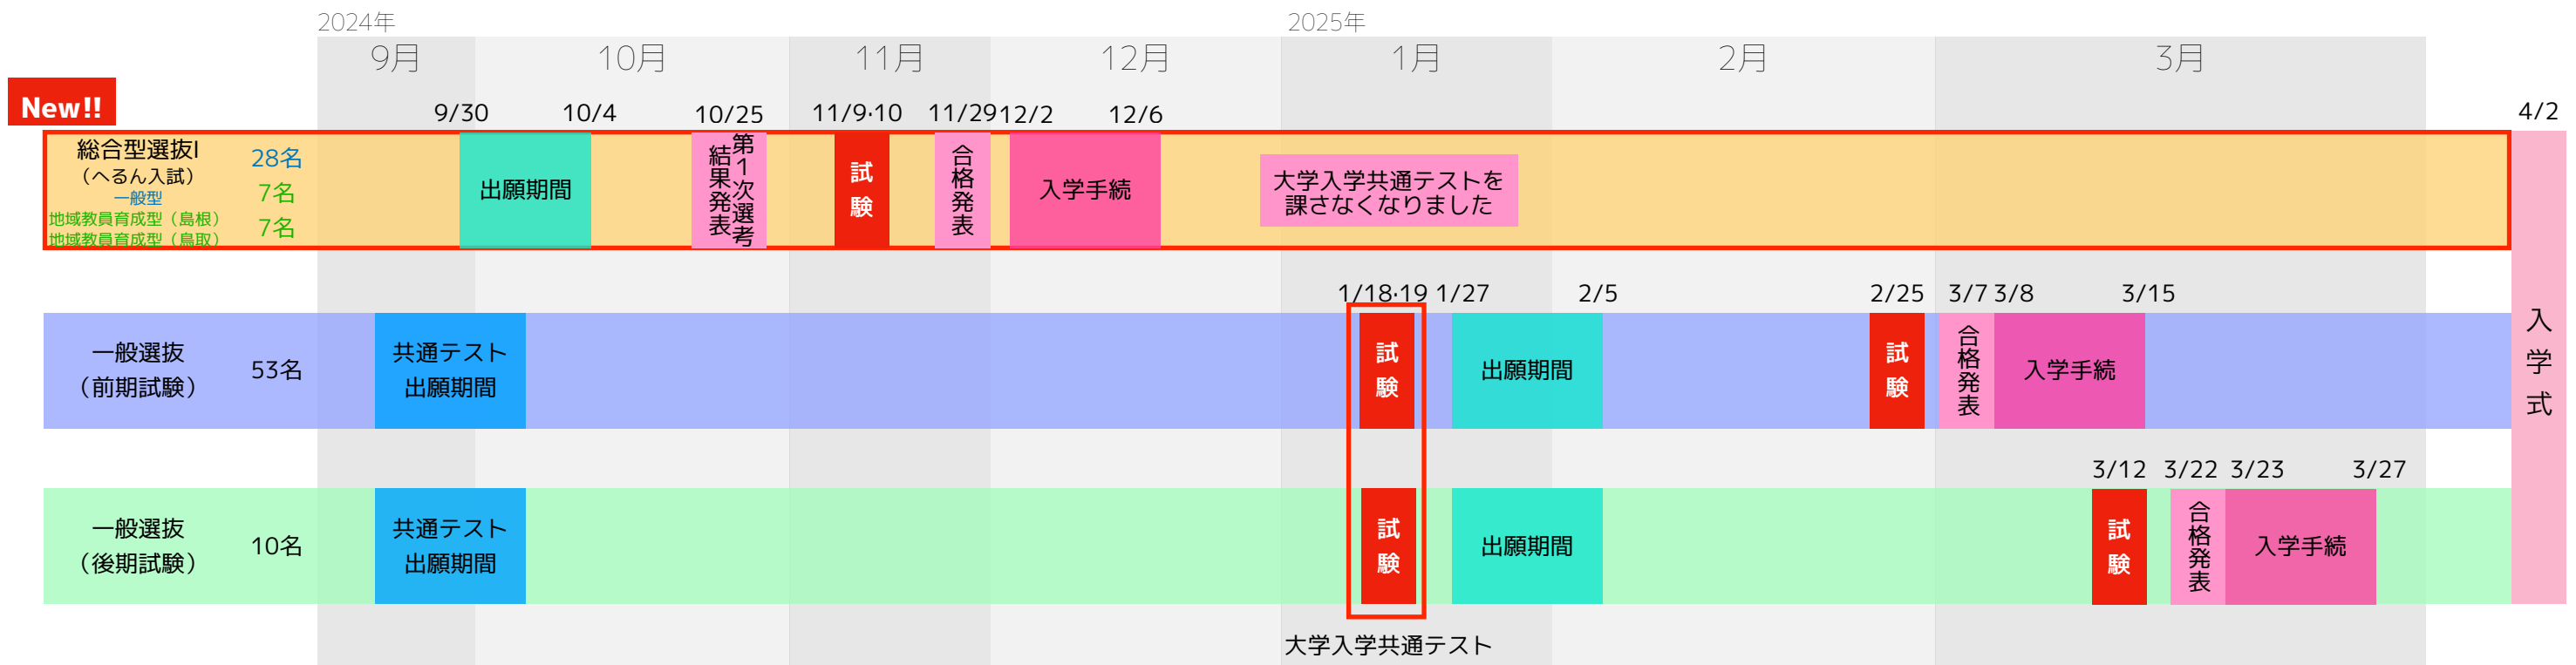 2024年
2025年
9月
10月
11月
12月
1月
2月
3月
New!!
9/30
10/4
10/25
11/9·10
11/29
12/2
12/6
4/2
総合型選抜I
（へるん入試）
一般型
地域教員育成型（島根）
地域教員育成型（鳥取）
28名
7名
7名
出願期間
第1次選考
結果発表
試験
合格発表
入学手続
大学入学共通テストを
課さなくなりました
入学式
1/18·19
1/27
2/5
2/25
3/7
3/8
3/15
一般選抜
（前期試験）
53名
共通テスト
出願期間
試験
出願期間
試験
合格発表
入学手続
3/12
3/22
3/23
3/27
一般選抜
（後期試験）
10名
共通テスト
出願期間
試験
出願期間
試験
合格発表
入学手続
大学入学共通テスト